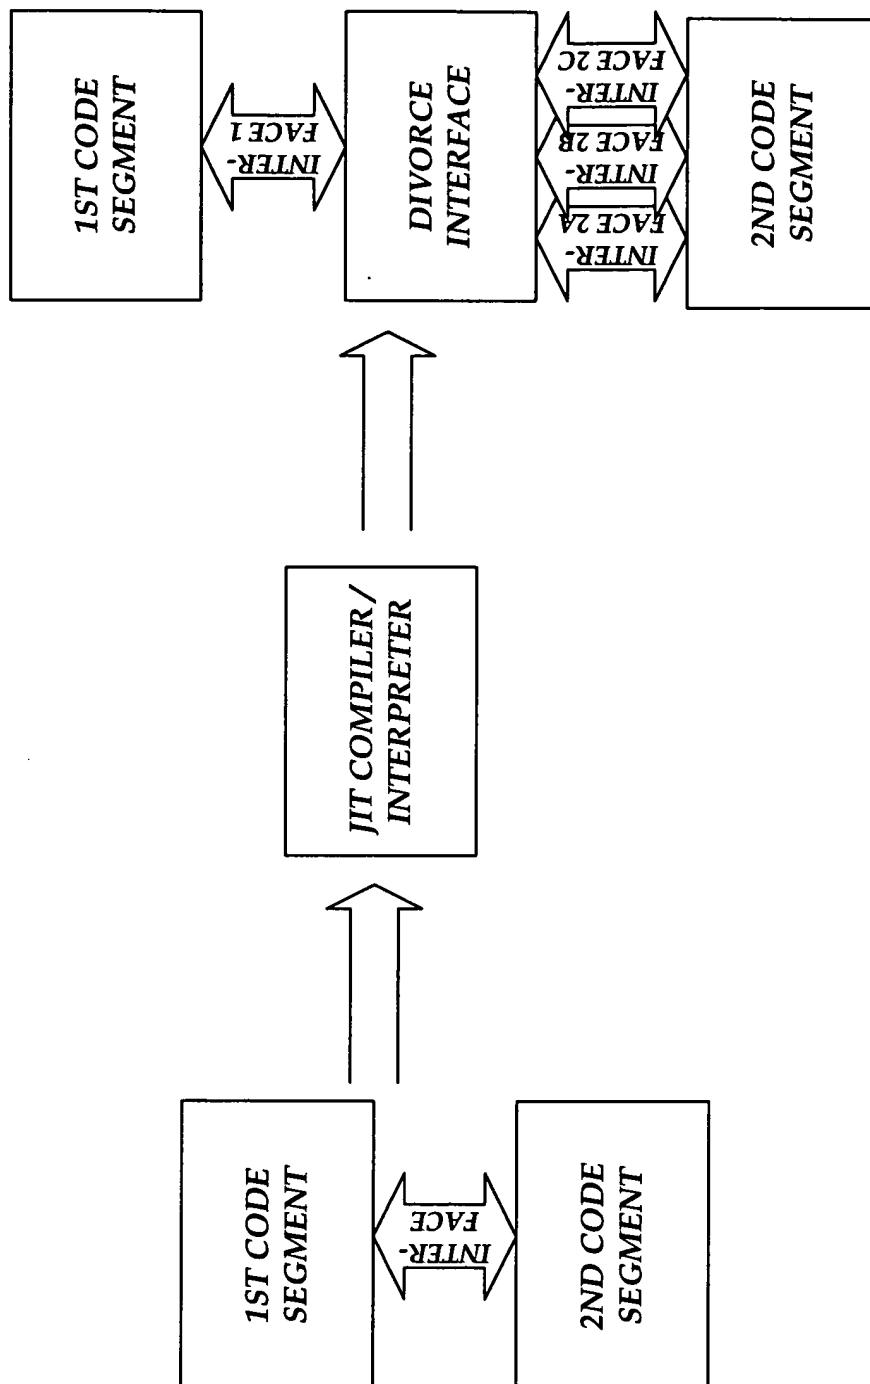 1ST CODE
SEGMENT
INTER-
FACE
2ND CODE
SEGMENT
JIT COMPILER /
INTERPRETER
1ST CODE
SEGMENT
INTER-
FACE 1
DIVORCE
INTERFACE
INTER-
FACE 2A
INTER-
FACE 2B
INTER-
FACE 2C
2ND CODE
SEGMENT